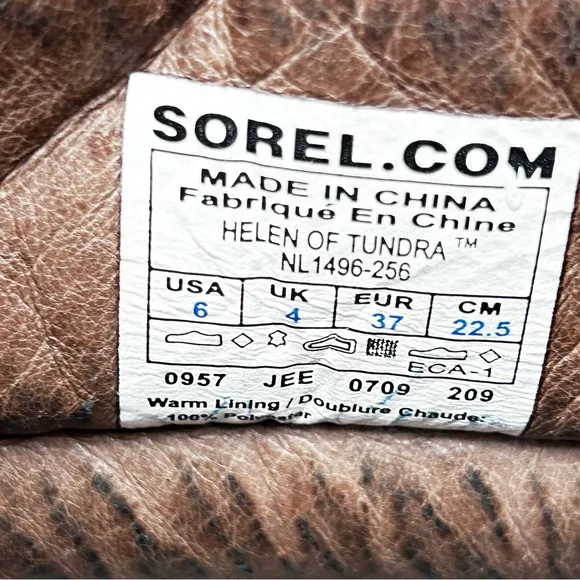 SOREL.COM
MADE IN CHINA
Fabriqué En Chine
HELEN OF TUNDRA™
NL1496-256
USA UK EUR CM
6 4 37 22.5
ECA-1
0957 JEE 0709 209
Warm Lining / Doublure Chaude:
100%